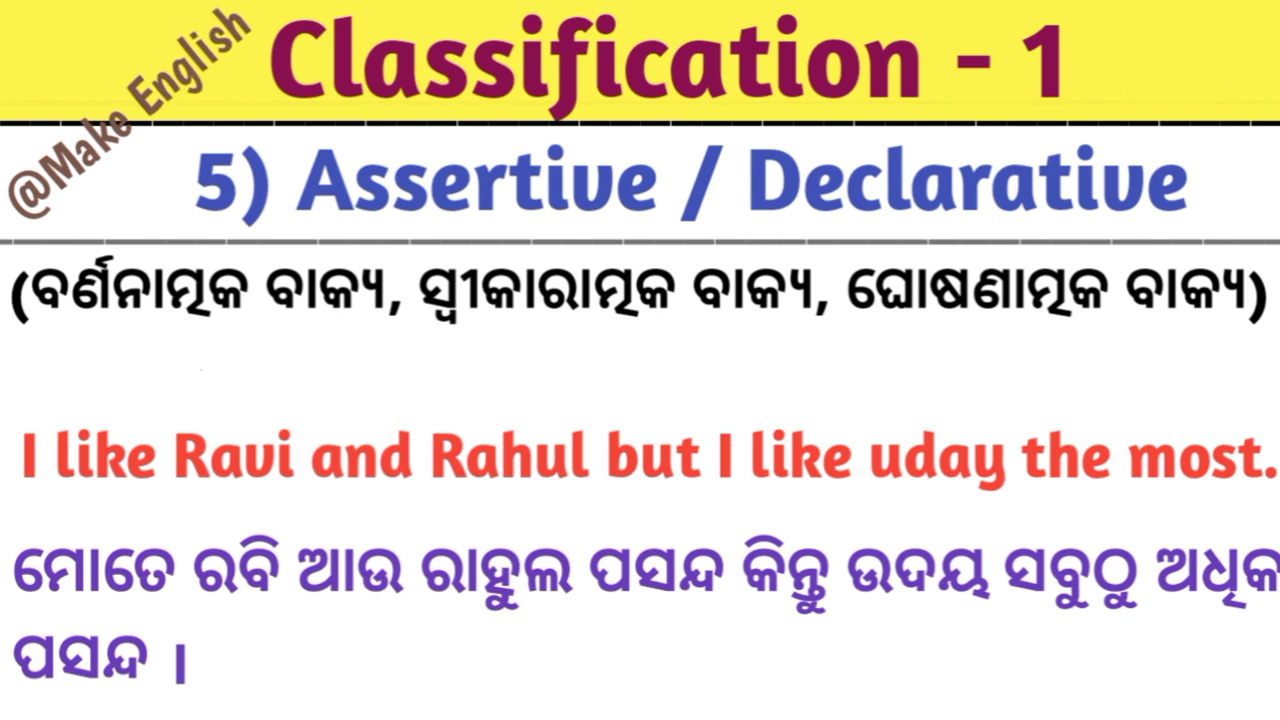 @Make English
Classification - 1
5) Assertive / Declarative
(ବର୍ଣନାତ୍ମକ ବାକ୍ୟ, ସ୍ୱୀକାରାତ୍ମକ ବାକ୍ୟ, ଘୋଷଣାତ୍ମକ ବାକ୍ୟ)
I like Ravi and Rahul but I like uday the most.
ମୋତେ ରବି ଆଉ ରାହୁଲ ପସନ୍ଦ କିନ୍ତୁ ଉଦୟ ସବୁଠୁ ଅଧିକ
ପସନ୍ଦ ।